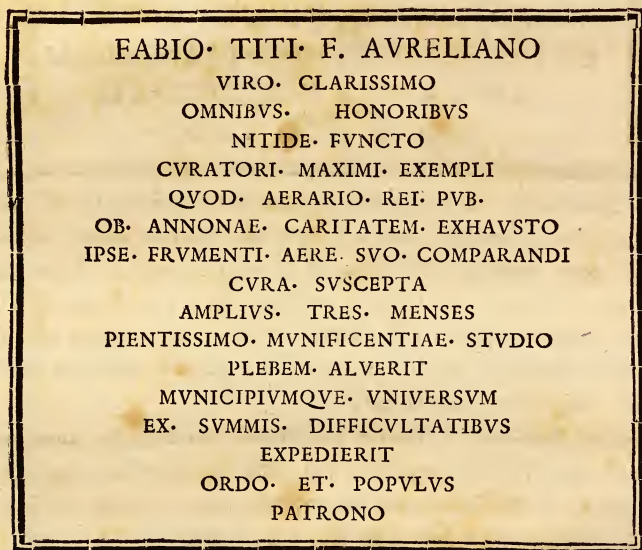 FABIO· TITI· F. AVRELIANO
VIRO· CLARISSIMO
OMNIBVS· HONORIBVS
NITIDE· FVNCTO
CVRATORI· MAXIMI· EXEMPLI
QVOD· AERARIO· REI· PVB·
OB· ANNONAE· CARITATEM· EXHAVSTO
IPSE· FRVMENTI· AERE· SVO· COMPARANDI
CVRA· SVSCEPTA
AMPLIVS· TRES· MENSES
PIENTISSIMO· MVNIFICENTIAE· STVDIO
PLEBEM· ALVERIT
MVNICIPIVMQVE· VNIVERSVM
EX· SVMMIS· DIFFICVLTATIBVS
EXPEDIERIT
ORDO· ET· POPVLVS
PATRONO